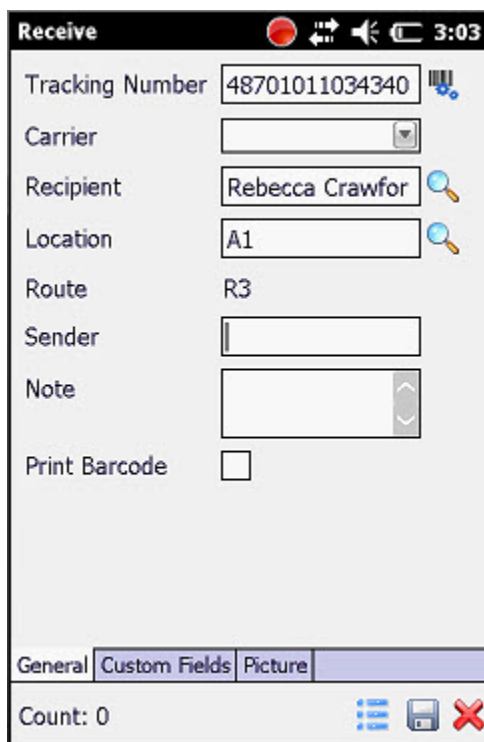 Receive 3:03
Tracking Number 48701011034340
Carrier
Recipient Rebecca Crawfor
Location A1
Route R3
Sender
Note
Print Barcode
General Custom Fields Picture
Count: 0